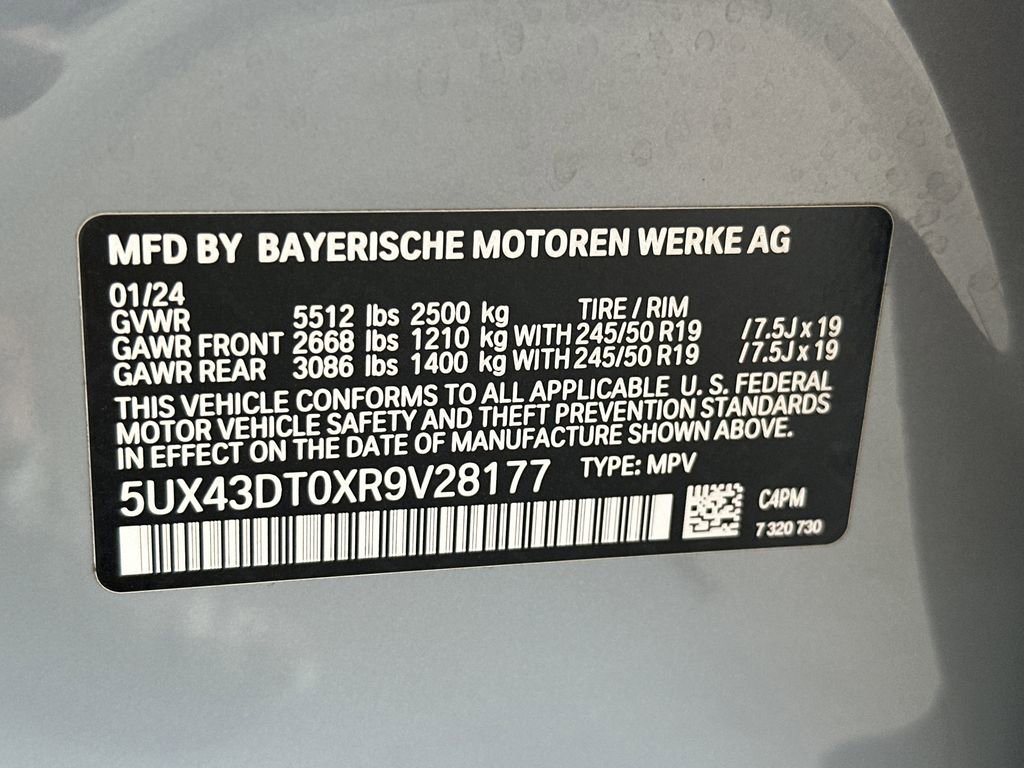 MFD BY BAYERISCHE MOTOREN WERKE AG
01/24
GVWR 5512 lbs 2500 kg TIRE / RIM
GAWR FRONT 2668 lbs 1210 kg WITH 245/50 R19 /7.5J x 19
GAWR REAR 3086 lbs 1400 kg WITH 245/50 R19 /7.5J x 19
THIS VEHICLE CONFORMS TO ALL APPLICABLE U. S. FEDERAL
MOTOR VEHICLE SAFETY AND THEFT PREVENTION STANDARDS
IN EFFECT ON THE DATE OF MANUFACTURE SHOWN ABOVE.
5UX43DT0XR9V28177 TYPE: MPV
C4PM
7 320 730